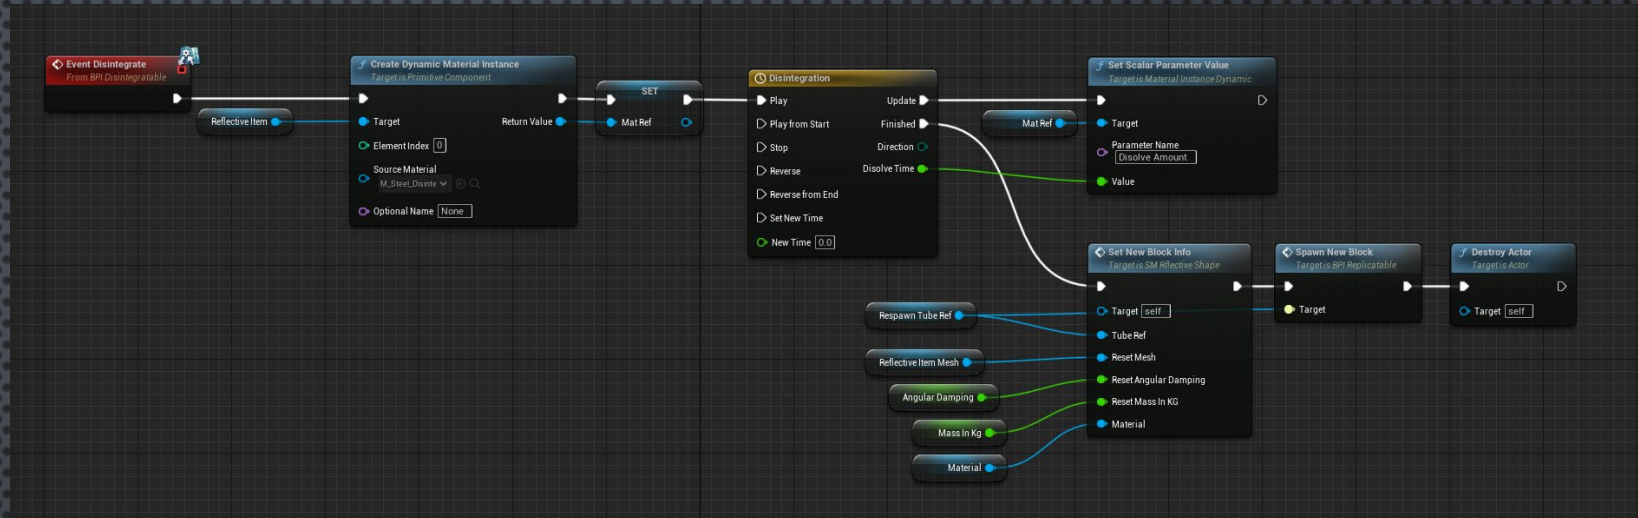 Event Disintegrate
From BPI Disintegratable
Reflective Item
Create Dynamic Material Instance
Target is Primitive Component
Target
Return Value
Element Index 0
Source Material
M_Steel_Disinte
Optional Name None
SET
Mat Ref
Disintegration
Play
Update
Play from Start
Finished
Stop
Direction
Reverse
Disolve Time
Reverse from End
Set New Time
New Time 0.0
Mat Ref
Set Scalar Parameter Value
Target is Material Instance Dynamic
Target
Parameter Name
Disolve Amount
Value
Respawn Tube Ref
Reflective Item Mesh
Angular Damping
Mass In Kg
Material
Set New Block Info
Target is SM Rflective Shape
Target self
Tube Ref
Reset Mesh
Reset Angular Damping
Reset Mass In KG
Material
Spawn New Block
Target is BPI Replicatable
Target
Destroy Actor
Target is Actor
Target self